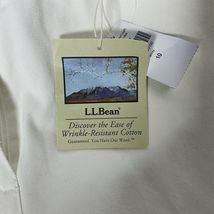 L.L.Bean®
Discover the Ease of
Wrinkle-Resistant Cotton
Guaranteed. You Have Our Word.™
10